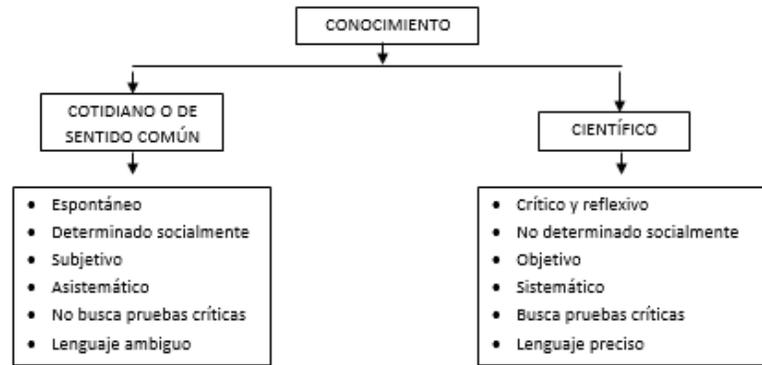 CONOCIMIENTO
COTIDIANO O DE
SENTIDO COMÚN
CIENTÍFICO
• Espontáneo
• Determinado socialmente
• Subjetivo
• Asistemático
• No busca pruebas críticas
• Lenguaje ambiguo
• Crítico y reflexivo
• No determinado socialmente
• Objetivo
• Sistemático
• Busca pruebas críticas
• Lenguaje preciso